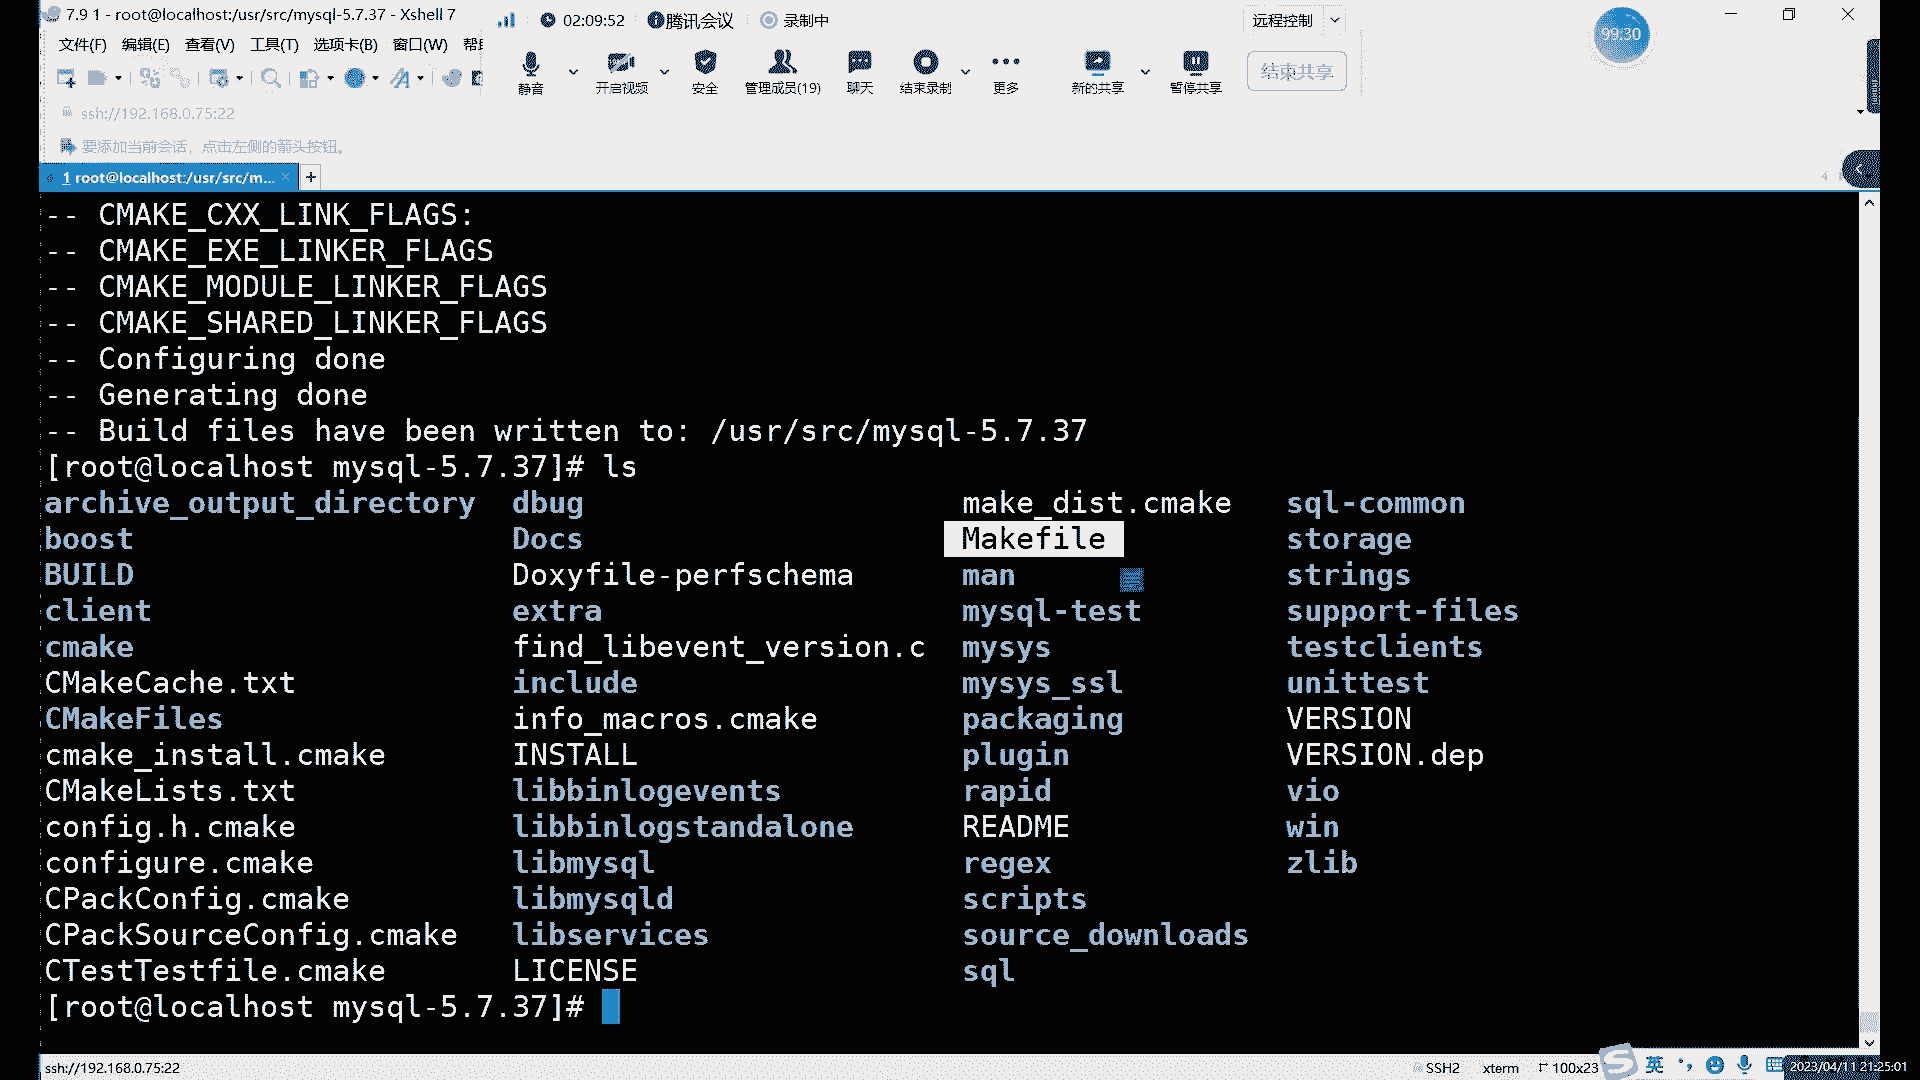 7.9 1 - root@localhost:/usr/src/mysql-5.7.37 - Xshell 7
02:09:52 腾讯会议 录制中
远程控制
99:30
文件(F) 编辑(E) 查看(V) 工具(T) 选项卡(B) 窗口(W)
静音 开启视频 安全 管理成员(19) 聊天 结束录制 更多 新的共享 暂停共享 结束共享
ssh://192.168.0.75:22
要添加当前会话，点击左侧的箭头按钮。
1 root@localhost:/usr/src/m... +
-- CMAKE_CXX_LINK_FLAGS:
-- CMAKE_EXE_LINKER_FLAGS
-- CMAKE_MODULE_LINKER_FLAGS
-- CMAKE_SHARED_LINKER_FLAGS
-- Configuring done
-- Generating done
-- Build files have been written to: /usr/src/mysql-5.7.37
[root@localhost mysql-5.7.37]# ls
archive_output_directory dbug make_dist.cmake sql-common
boost Docs Makefile storage
BUILD Doxyfile-perfschema man strings
client extra mysql-test support-files
cmake find_libevent_version.c mysys testclients
CMakeCache.txt include mysys_ssl unittest
CMakeFiles info_macros.cmake packaging VERSION
cmake_install.cmake INSTALL plugin VERSION.dep
CMakeLists.txt libbinlogevents rapid vio
config.h.cmake libbinlogstandalone README win
configure.cmake libmysql regex zlib
CPackConfig.cmake libmysqld scripts
CPackSourceConfig.cmake libservices source_downloads
CTestTestfile.cmake LICENSE sql
[root@localhost mysql-5.7.37]#
ssh://192.168.0.75:22 SSH2 xterm 100x23 英 2023/04/11 21:25:01